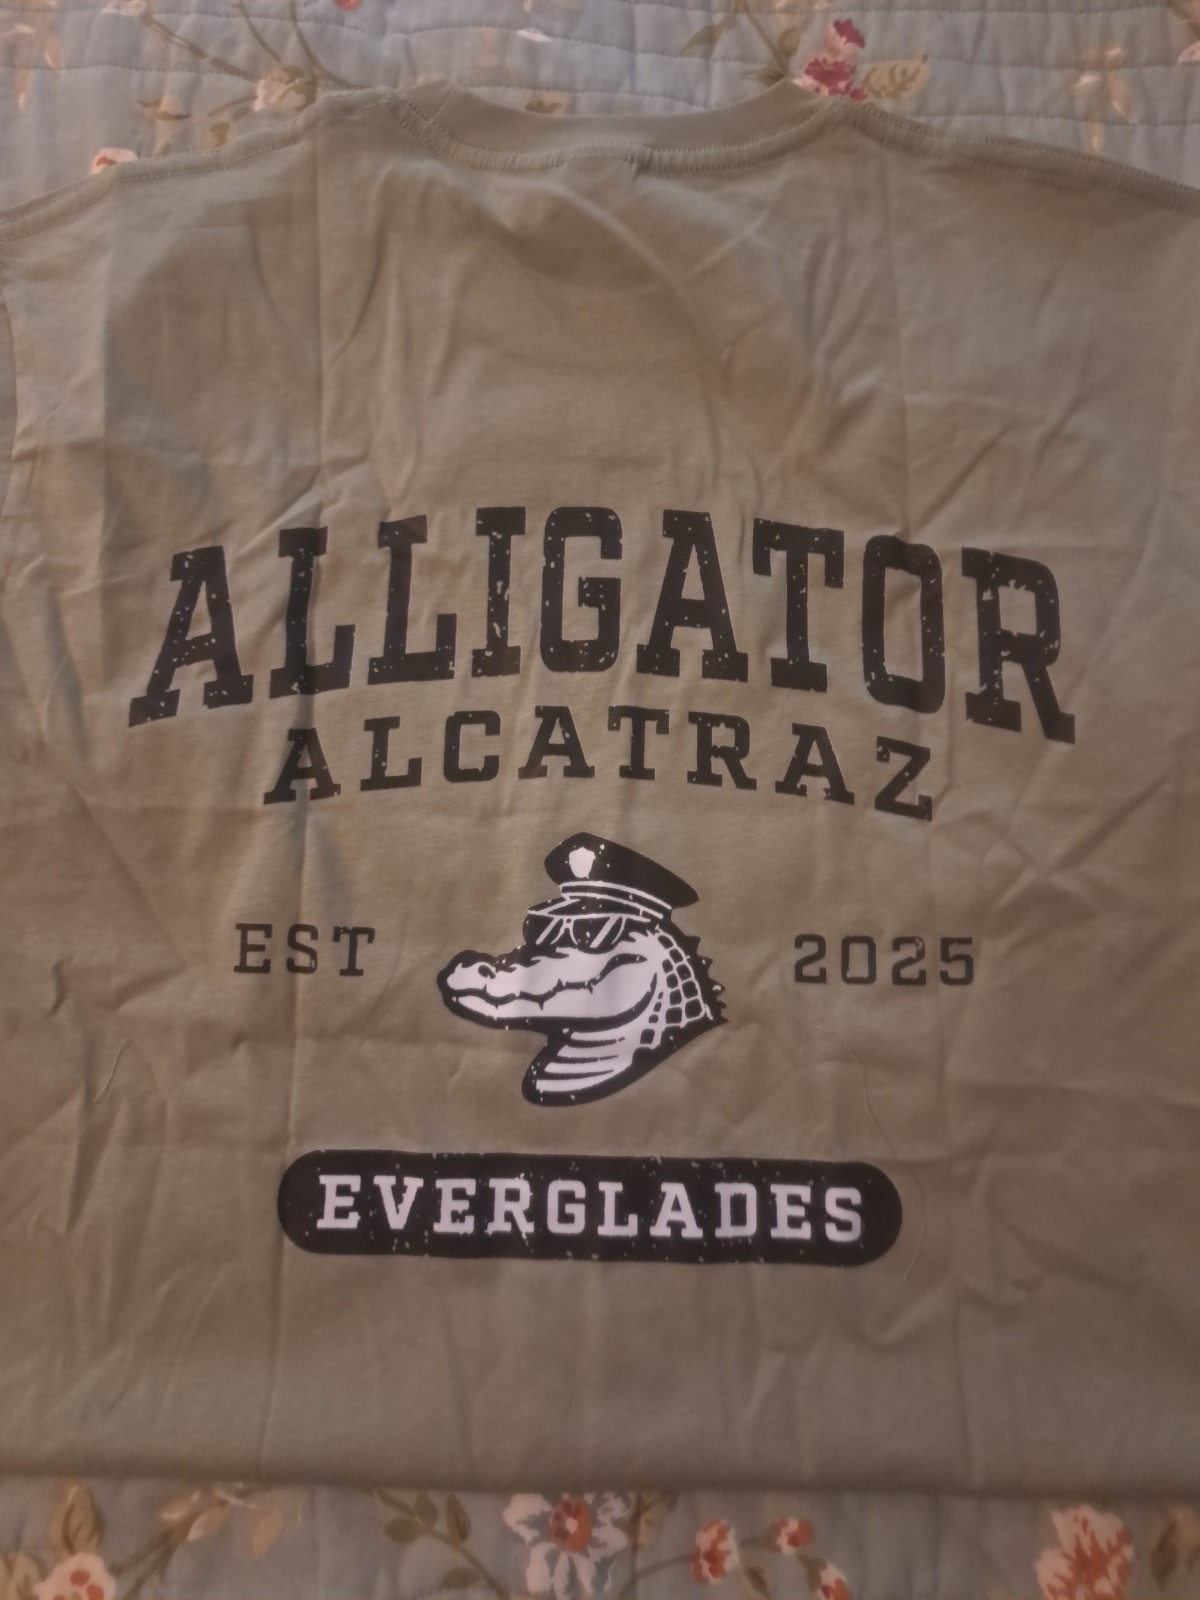 ALLIGATOR
ALCATRAZ
EST 2025
EVERGLADES